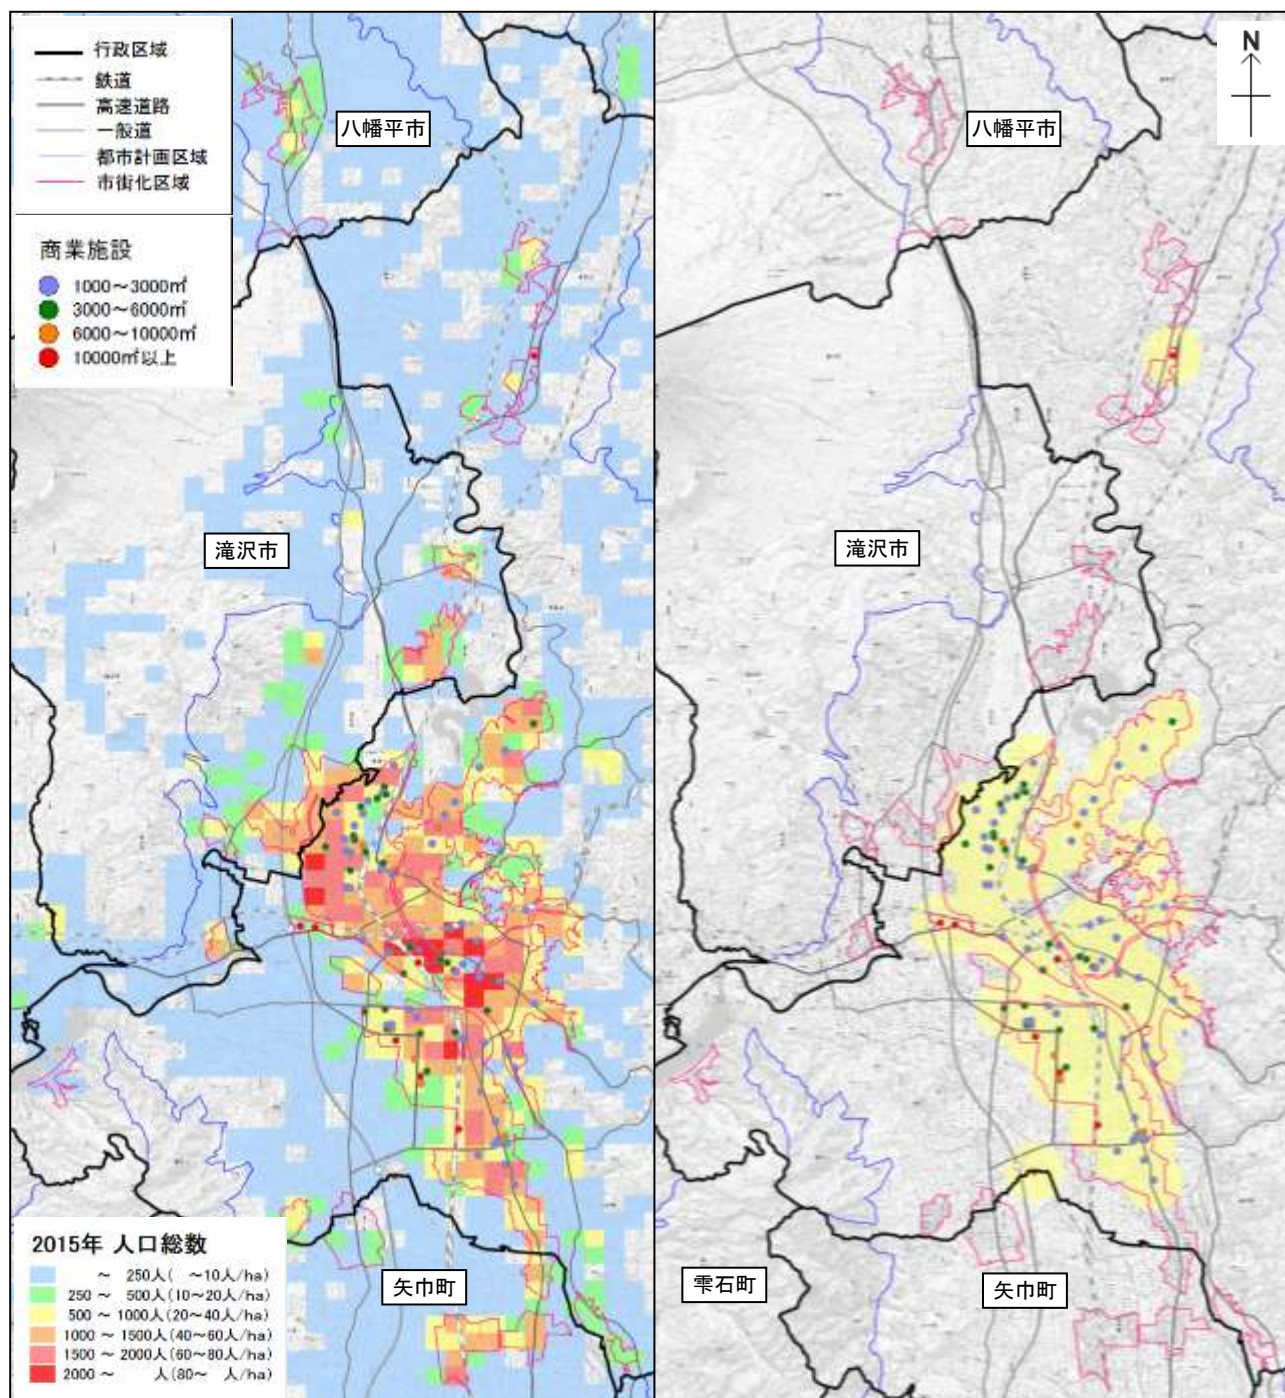 行政区域
鉄道
高速道路
一般道
都市計画区域
市街化区域
商業施設
1000～3000㎡
3000～6000㎡
6000～10000㎡
10000㎡以上
八幡平市
八幡平市
N
滝沢市
滝沢市
矢巾町
雫石町
矢巾町
2015年 人口総数
～ 250人( ～10人/ha)
250 ～ 500人(10～20人/ha)
500 ～ 1000人(20～40人/ha)
1000 ～ 1500人(40～60人/ha)
1500 ～ 2000人(60～80人/ha)
2000 ～ 人(80～ 人/ha)